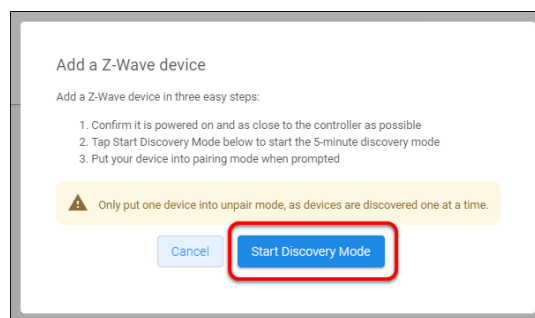 Add a Z-Wave device
Add a Z-Wave device in three easy steps:
1. Confirm it is powered on and as close to the controller as possible
2. Tap Start Discovery Mode below to start the 5-minute discovery mode
3. Put your device into pairing mode when prompted
Only put one device into unpair mode, as devices are discovered one at a time.
Cancel Start Discovery Mode